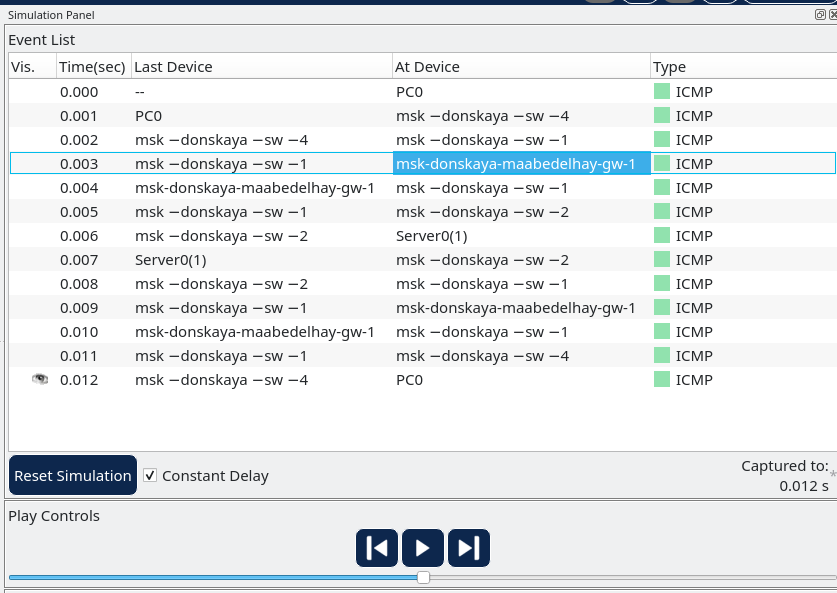 Simulation Panel
Event List
Vis. Time(sec) Last Device At Device Type
0.000 -- PC0 ICMP
0.001 PC0 msk −donskaya −sw −4 ICMP
0.002 msk −donskaya −sw −4 msk −donskaya −sw −1 ICMP
0.003 msk −donskaya −sw −1 msk-donskaya-maabedelhay-gw-1 ICMP
0.004 msk-donskaya-maabedelhay-gw-1 msk −donskaya −sw −1 ICMP
0.005 msk −donskaya −sw −1 msk −donskaya −sw −2 ICMP
0.006 msk −donskaya −sw −2 Server0(1) ICMP
0.007 Server0(1) msk −donskaya −sw −2 ICMP
0.008 msk −donskaya −sw −2 msk −donskaya −sw −1 ICMP
0.009 msk −donskaya −sw −1 msk-donskaya-maabedelhay-gw-1 ICMP
0.010 msk-donskaya-maabedelhay-gw-1 msk −donskaya −sw −1 ICMP
0.011 msk −donskaya −sw −1 msk −donskaya −sw −4 ICMP
0.012 msk −donskaya −sw −4 PC0 ICMP
Reset Simulation Constant Delay Captured to: *
0.012 s
Play Controls